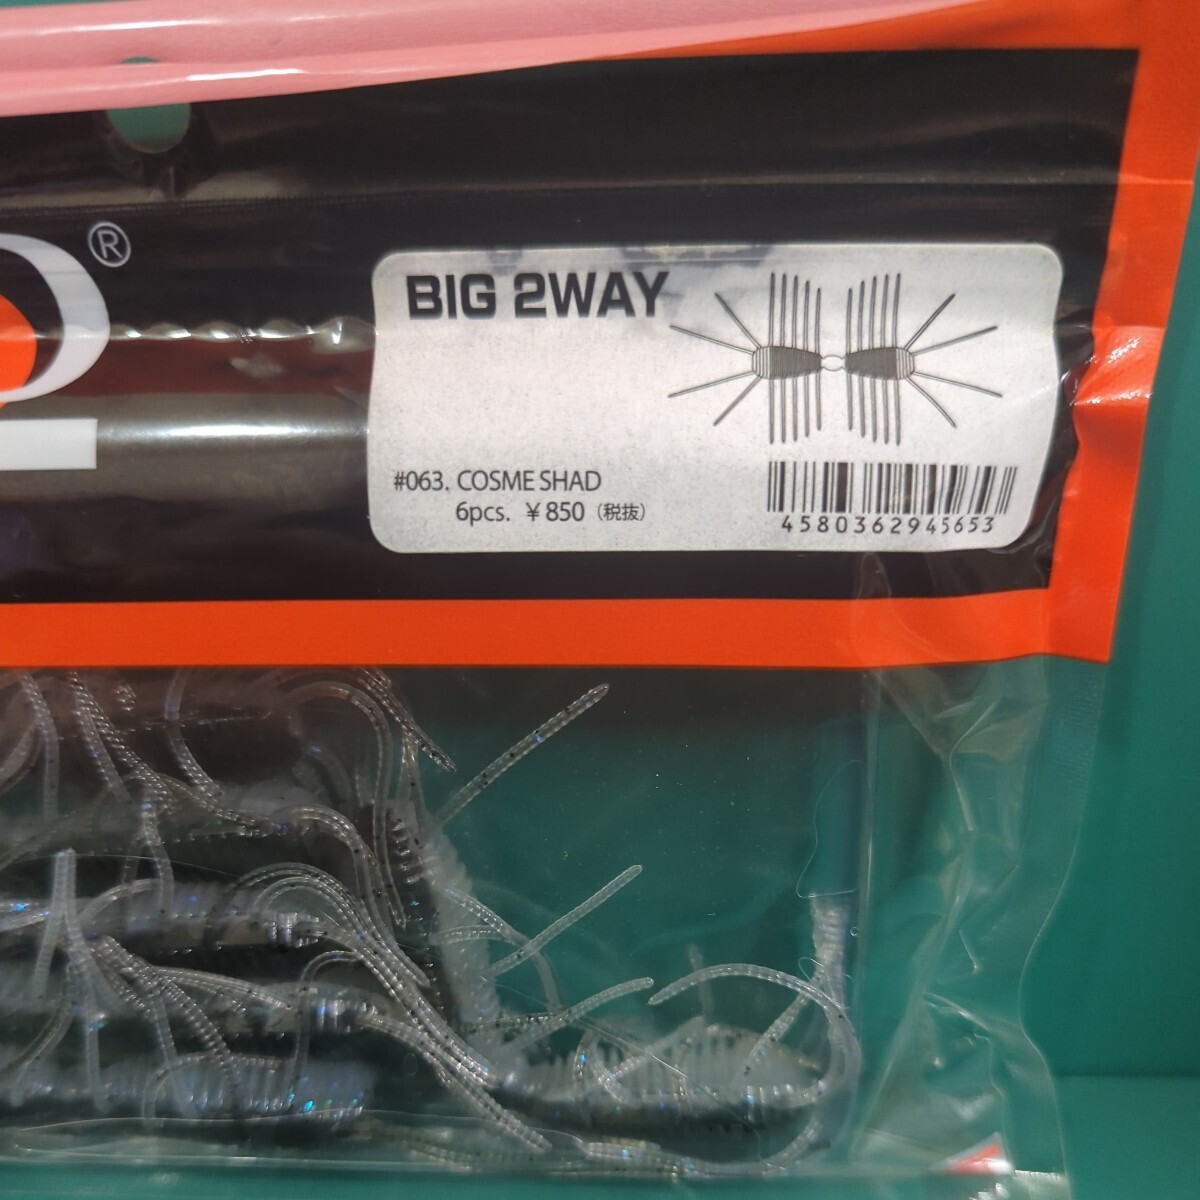 ®
BIG 2WAY
#063. COSME SHAD
6pcs. ￥850（税抜）
4580362945653